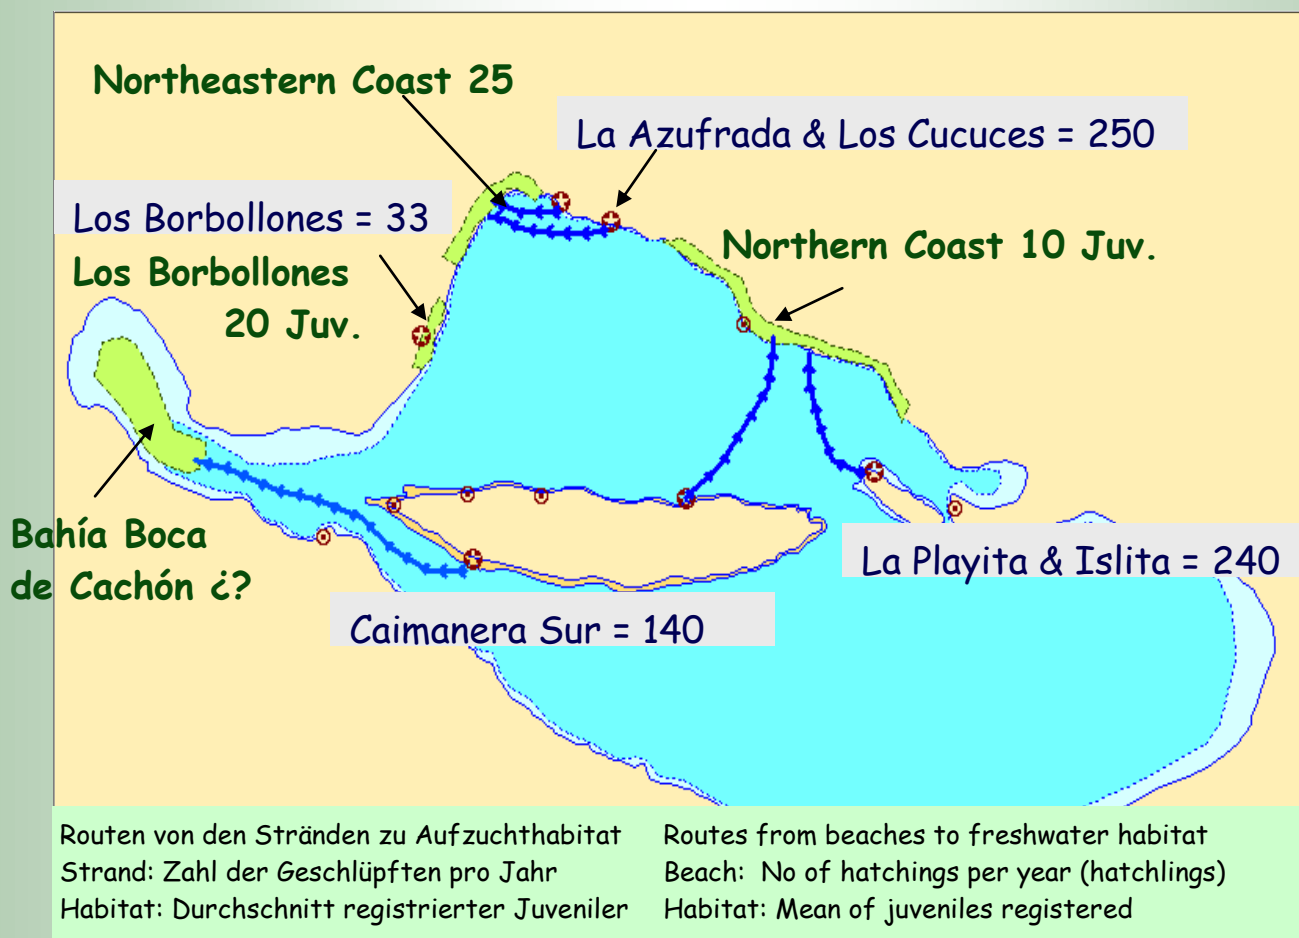 Northeastern Coast 25
La Azufrada & Los Cucuces = 250
Los Borbollones = 33
Northern Coast 10 Juv.
Los Borbollones
20 Juv.
Bahía Boca
de Cachón ¿?
La Playita & Islita = 240
Caimanera Sur = 140
Routen von den Stränden zu Aufzuchthabitat
Strand: Zahl der Geschlüpften pro Jahr
Habitat: Durchschnitt registrierter Juveniler
Routes from beaches to freshwater habitat
Beach: No of hatchings per year (hatchlings)
Habitat: Mean of juveniles registered